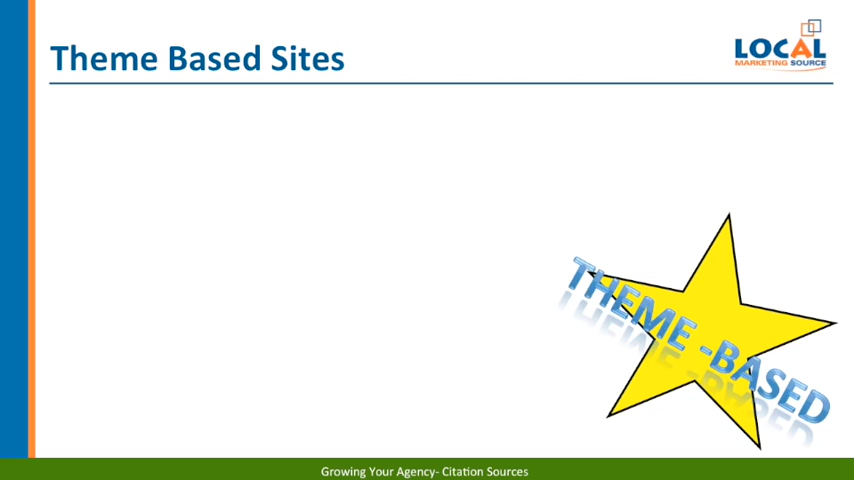 Theme Based Sites
LOCAL
MARKETING SOURCE
THEME -BASED
Growing Your Agency- Citation Sources